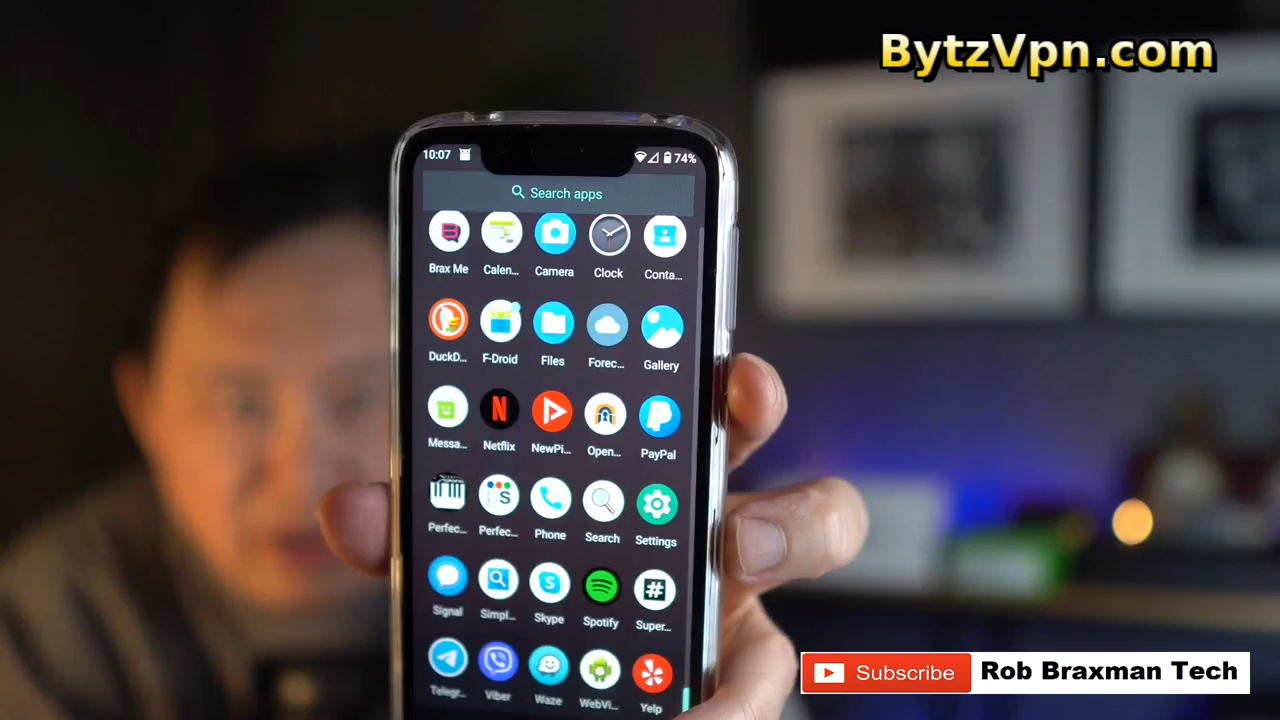 BytzVpn.com
10:07
74%
Search apps
Brax Me Calen... Camera Clock Conta...
DuckD... F-Droid Files Forec... Gallery
Messa... Netflix NewPi... Open... PayPal
Perfec... Perfec... Phone Search Settings
Signal Simpl... Skype Spotify Super...
Telegr... Viber Waze WebVi... Yelp
Subscribe Rob Braxman Tech